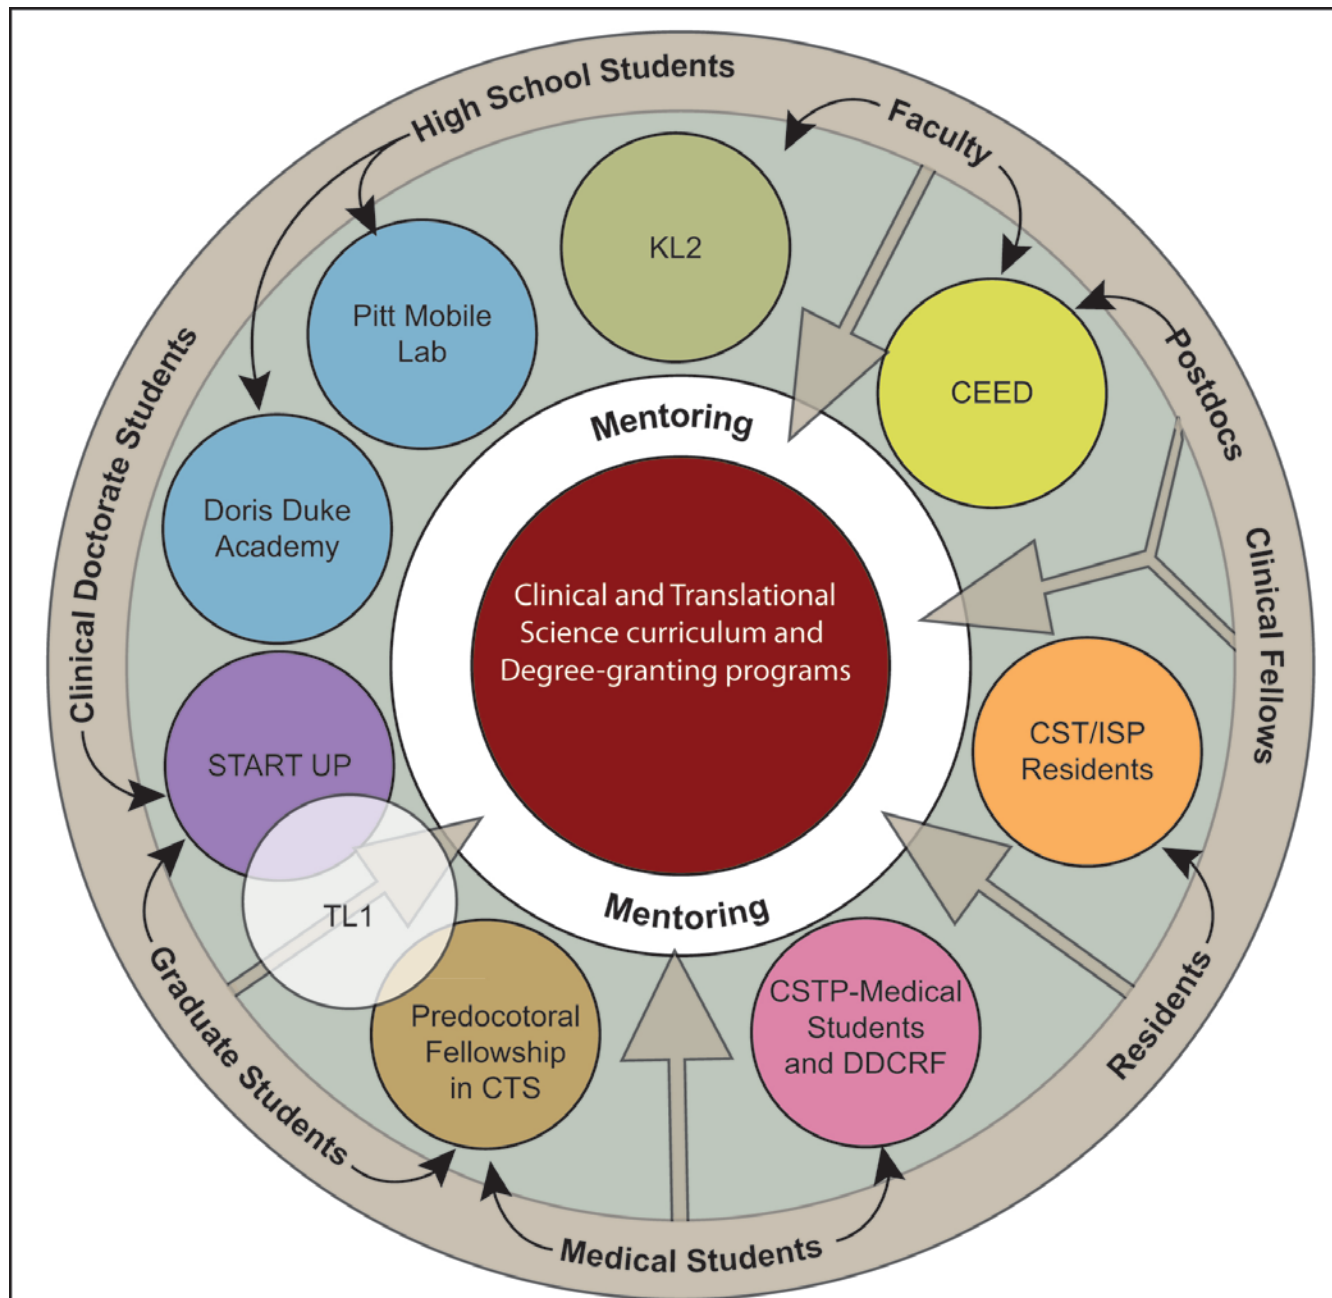 High School Students
Faculty
Postdocs
Clinical Fellows
Residents
Medical Students
Graduate Students
Clinical Doctorate Students
KL2
CEED
CST/ISP
Residents
CSTP-Medical
Students
and DDCRF
Predocotoral
Fellowship
in CTS
TL1
START UP
Doris Duke
Academy
Pitt Mobile
Lab
Mentoring
Clinical and Translational
Science curriculum and
Degree-granting programs
Mentoring